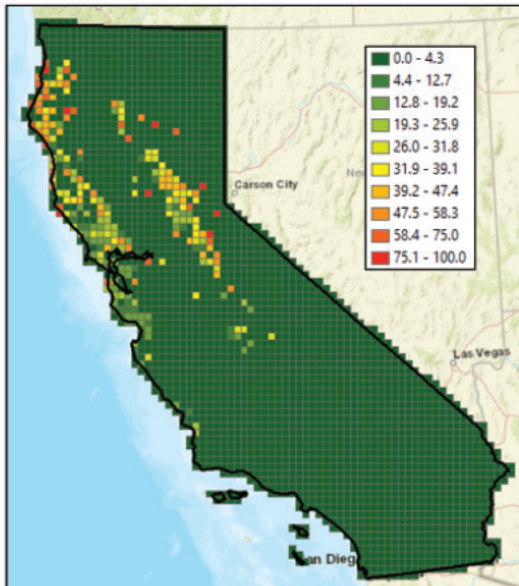 0.0 - 4.3
4.4 - 12.7
12.8 - 19.2
19.3 - 25.9
26.0 - 31.8
31.9 - 39.1
39.2 - 47.4
47.5 - 58.3
58.4 - 75.0
75.1 - 100.0
Carson City
Las Vegas
an Dieg